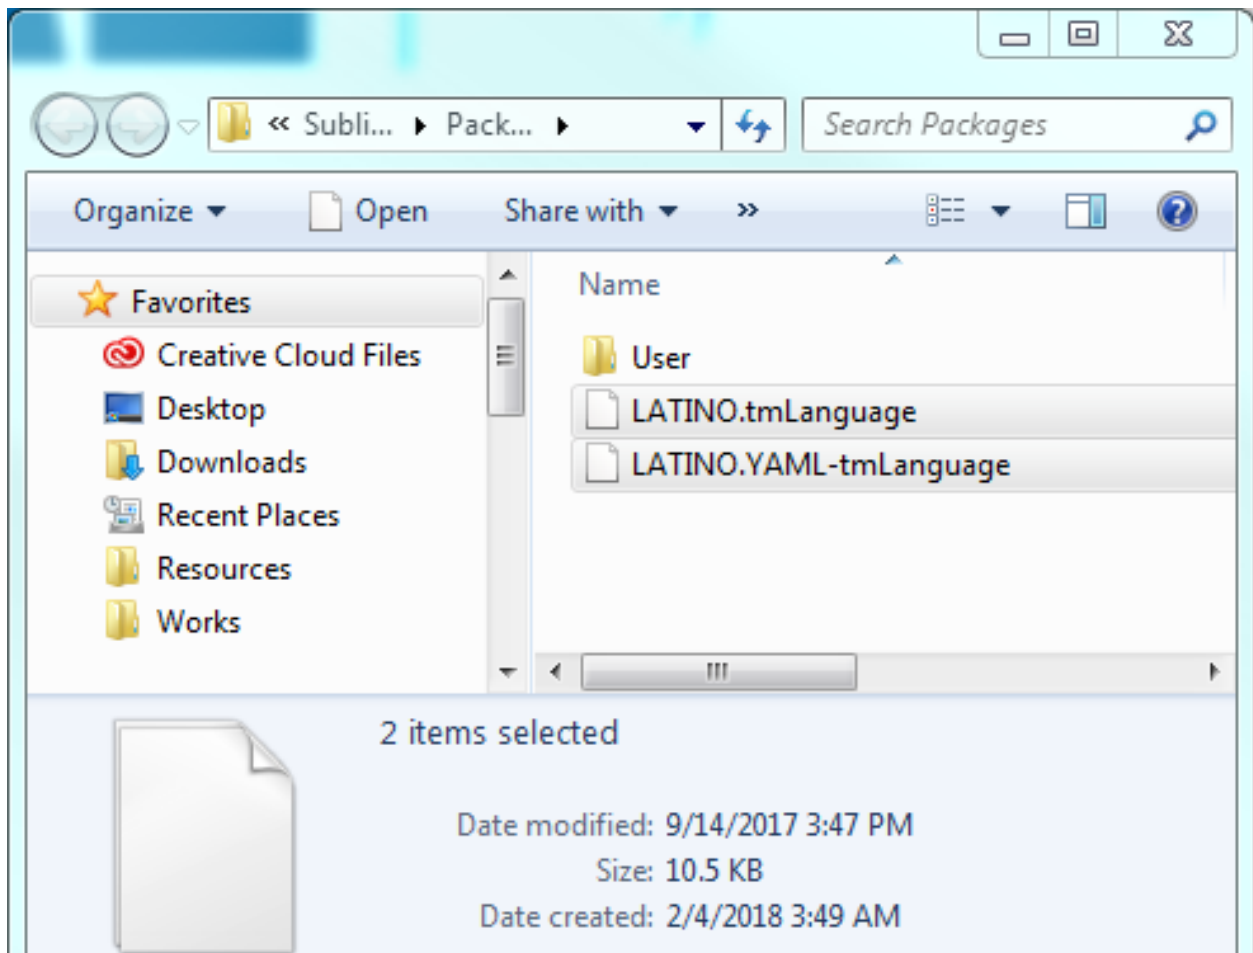 « Subli... ▸ Pack... ▸ Search Packages
Organize Open Share with »
Favorites
Creative Cloud Files
Desktop
Downloads
Recent Places
Resources
Works
Name
User
LATINO.tmLanguage
LATINO.YAML-tmLanguage
2 items selected
Date modified: 9/14/2017 3:47 PM
Size: 10.5 KB
Date created: 2/4/2018 3:49 AM